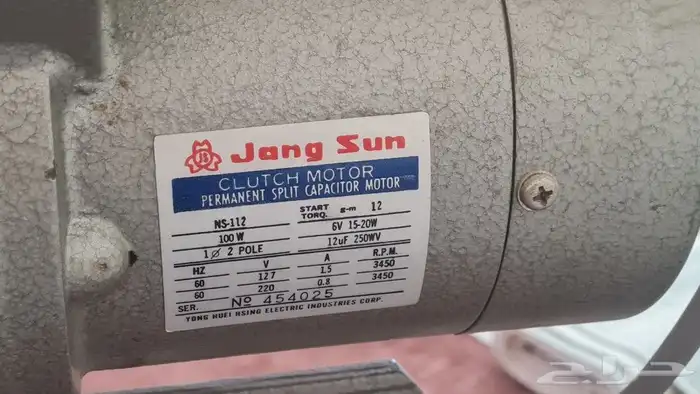 Jang Sun
CLUTCH MOTOR
PERMANENT SPLIT CAPACITOR MOTOR
NS-112 START TORQ. g-m 12
100 W 6V 15-20W
1∅ 2 POLE 12uF 250WV
HZ V A R.P.M.
60 127 1.5 3450
60 220 0.8 3450
SER. Nº 454025
YONG HUEI HSING ELECTRIC INDUSTRIES CORP.
حراج